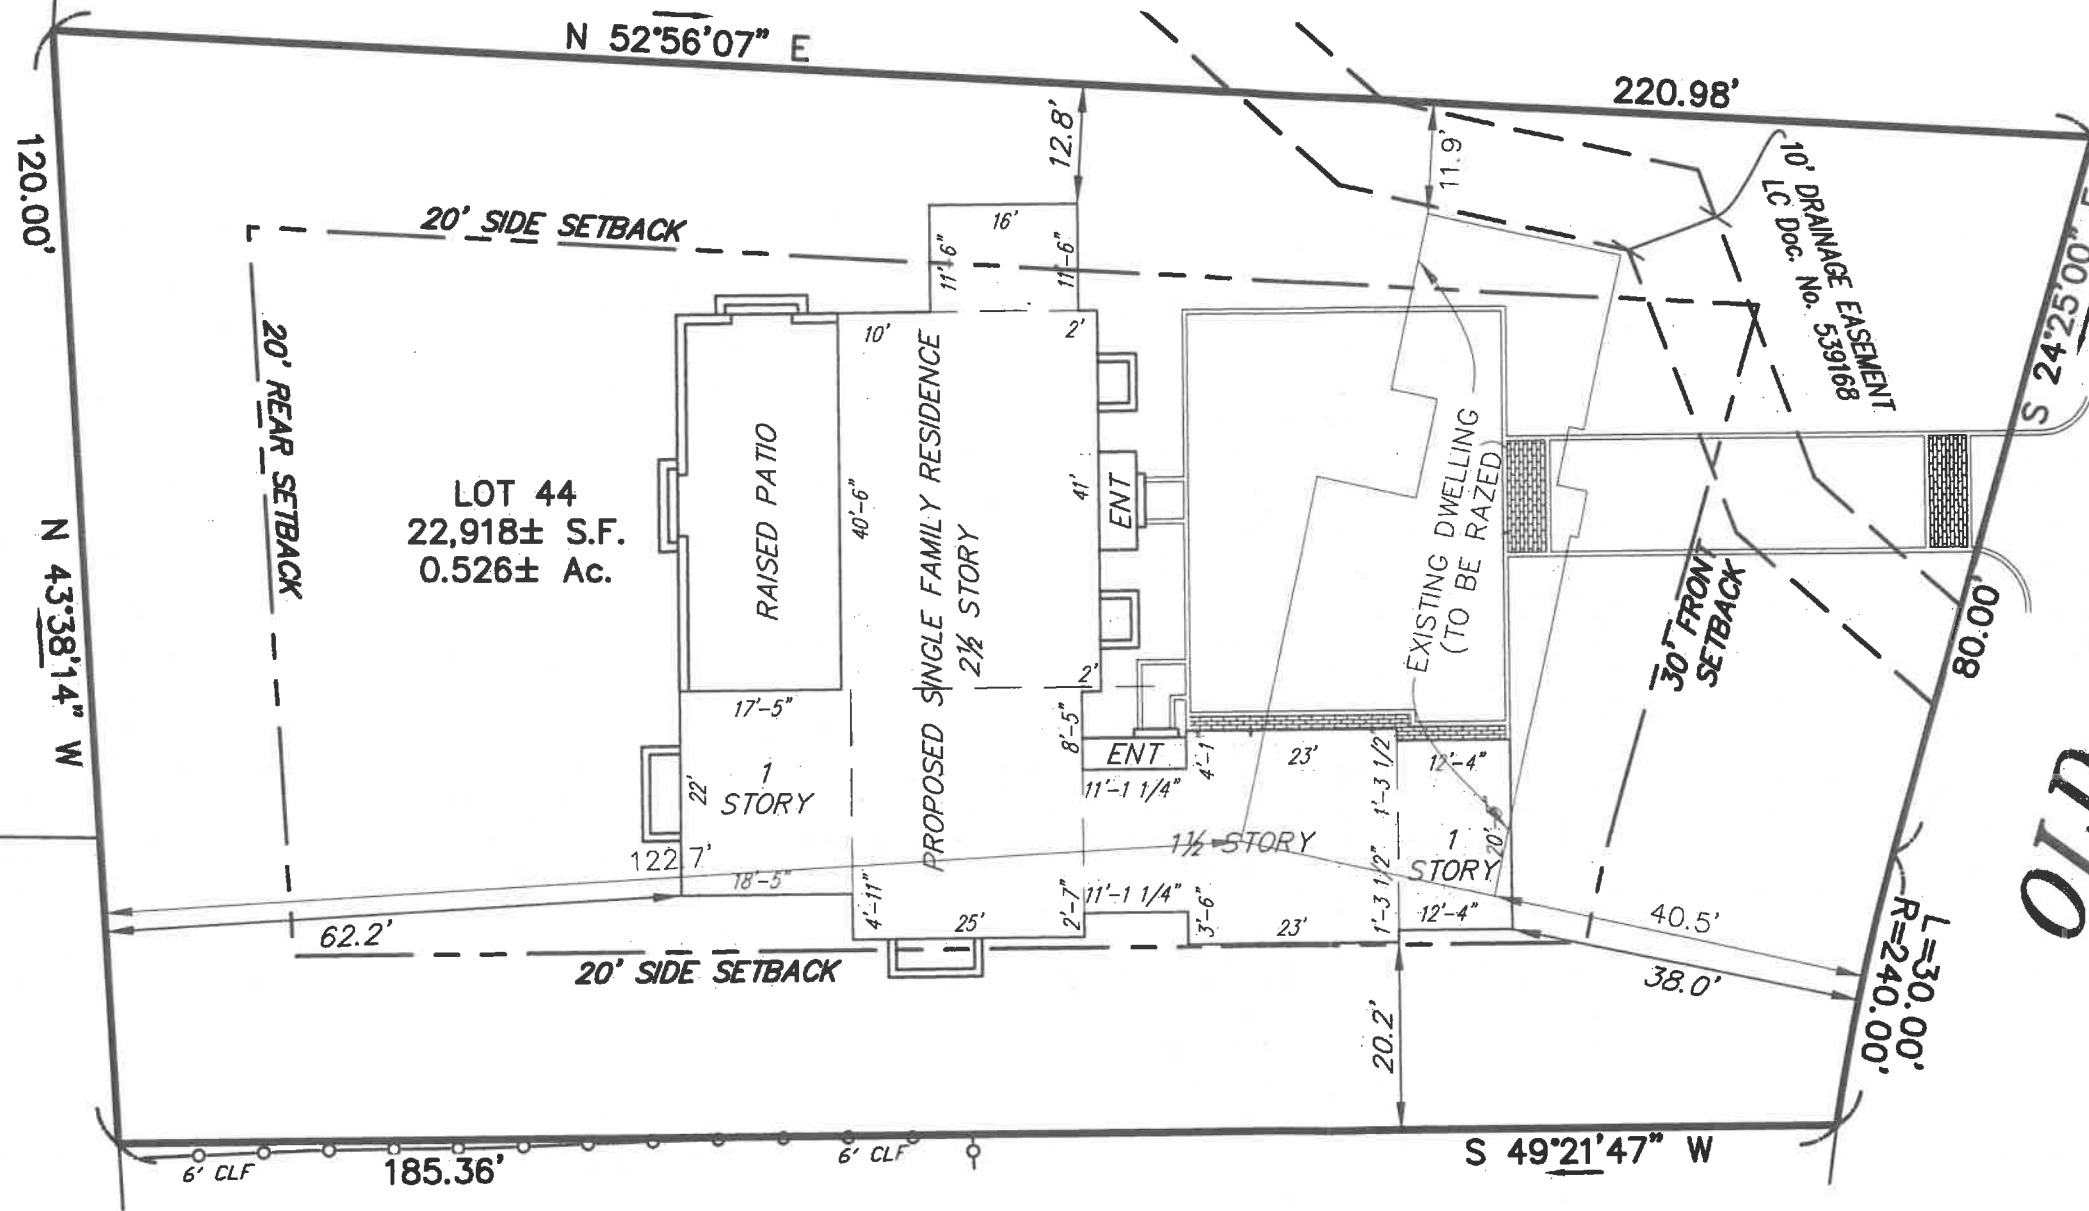 N 52°56'07" E
220.98'
120.00'
12.8'
11.9'
10' DRAINAGE EASEMENT
LC Doc. No. 539168
S 24°25'00" E
20' SIDE SETBACK
16'
11'-6"
11'-6"
20' REAR SETBACK
10'
2'
RAISED PATIO
40'-6"
PROPOSED SINGLE FAMILY RESIDENCE
2½ STORY
41'
ENT
EXISTING DWELLING
(TO BE RAZED)
LOT 44
22,918± S.F.
0.526± Ac.
N 43°38'14" W
30' FRONT
SETBACK
80.00'
17'-5"
2'
8'-5"
ENT
4'-1"
23'
1'-3 1/2"
12'-4"
22'
1
STORY
11'-1 1/4"
1½ STORY
1
STORY
122.7'
18'-5"
4'-11"
25'
2'-7"
11'-1 1/4"
3'-6"
23'
1'-3 1/2"
12'-4"
40.5'
62.2'
20' SIDE SETBACK
38.0'
L=30.00'
R=240.00'
20.2'
6' CLF
185.36'
6' CLF
S 49°21'47" W